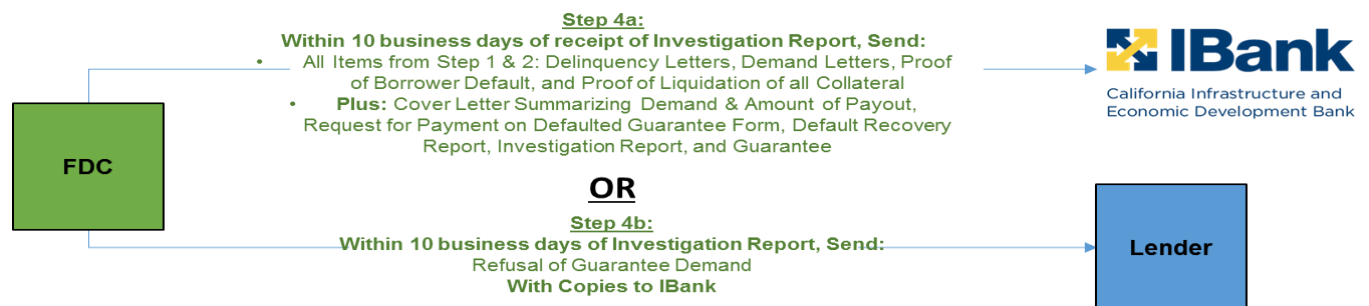 Step 4a:
Within 10 business days of receipt of Investigation Report, Send:
• All Items from Step 1 & 2: Delinquency Letters, Demand Letters, Proof
of Borrower Default, and Proof of Liquidation of all Collateral
• Plus: Cover Letter Summarizing Demand & Amount of Payout,
Request for Payment on Defaulted Guarantee Form, Default Recovery
Report, Investigation Report, and Guarantee
IBank
California Infrastructure and
Economic Development Bank
FDC
OR
Step 4b:
Within 10 business days of Investigation Report, Send:
Refusal of Guarantee Demand
With Copies to IBank
Lender